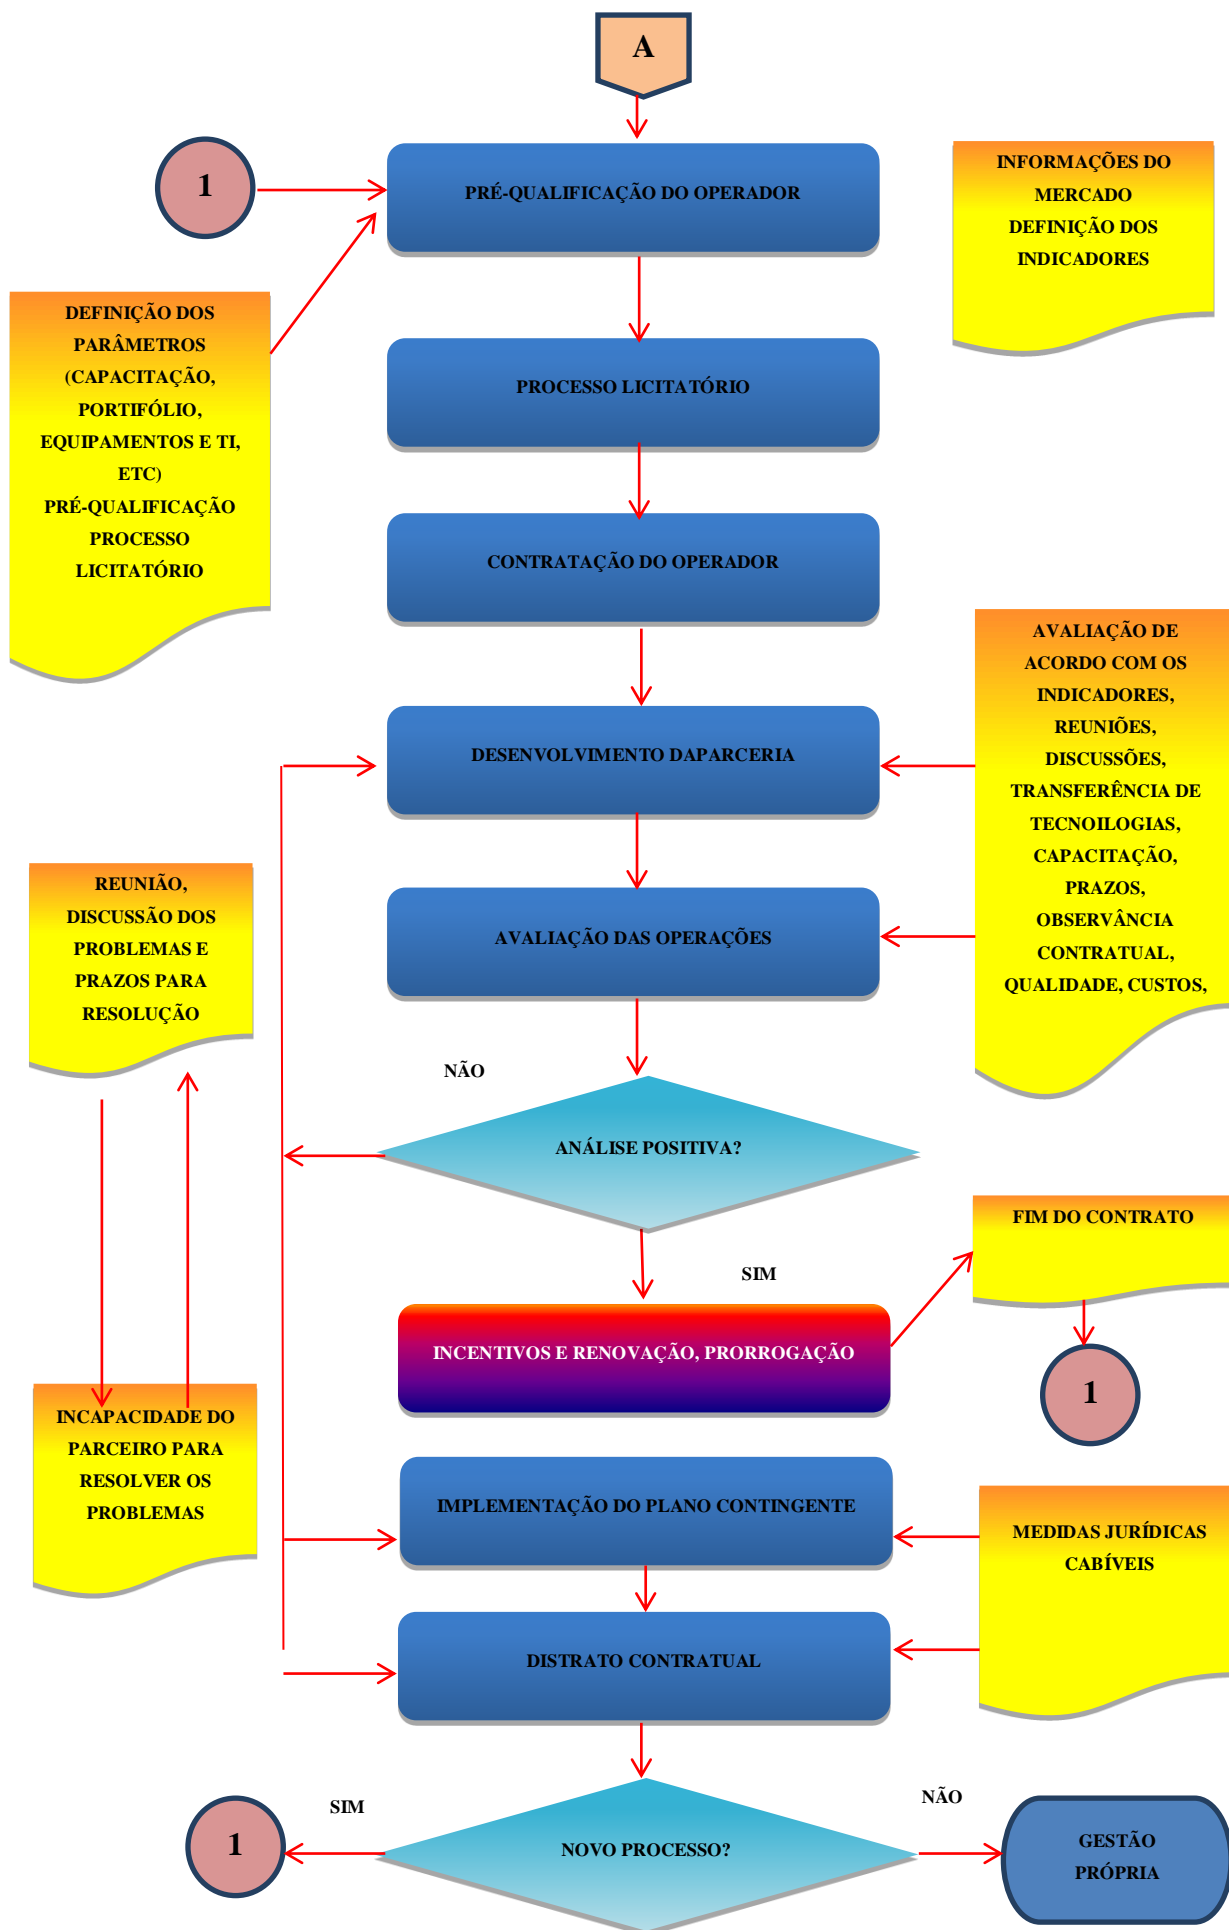 A
1
PRÉ-QUALIFICAÇÃO DO OPERADOR
INFORMAÇÕES DO
MERCADO
DEFINIÇÃO DOS
INDICADORES
DEFINIÇÃO DOS
PARÂMETROS
(CAPACITAÇÃO,
PORTIFÓLIO,
EQUIPAMENTOS E TI,
ETC)
PRÉ-QUALIFICAÇÃO
PROCESSO
LICITATÓRIO
PROCESSO LICITATÓRIO
CONTRATAÇÃO DO OPERADOR
DESENVOLVIMENTO DAPARCERIA
AVALIAÇÃO DE
ACORDO COM OS
INDICADORES,
REUNIÕES,
DISCUSSÕES,
TRANSFERÊNCIA DE
TECNOILOGIAS,
CAPACITAÇÃO,
PRAZOS,
OBSERVÂNCIA
CONTRATUAL,
QUALIDADE, CUSTOS,
REUNIÃO,
DISCUSSÃO DOS
PROBLEMAS E
PRAZOS PARA
RESOLUÇÃO
AVALIAÇÃO DAS OPERAÇÕES
NÃO
ANÁLISE POSITIVA?
SIM
FIM DO CONTRATO
INCENTIVOS E RENOVAÇÃO, PRORROGAÇÃO
1
INCAPACIDADE DO
PARCEIRO PARA
RESOLVER OS
PROBLEMAS
IMPLEMENTAÇÃO DO PLANO CONTINGENTE
MEDIDAS JURÍDICAS
CABÍVEIS
DISTRATO CONTRATUAL
SIM
NÃO
1
NOVO PROCESSO?
GESTÃO
PRÓPRIA